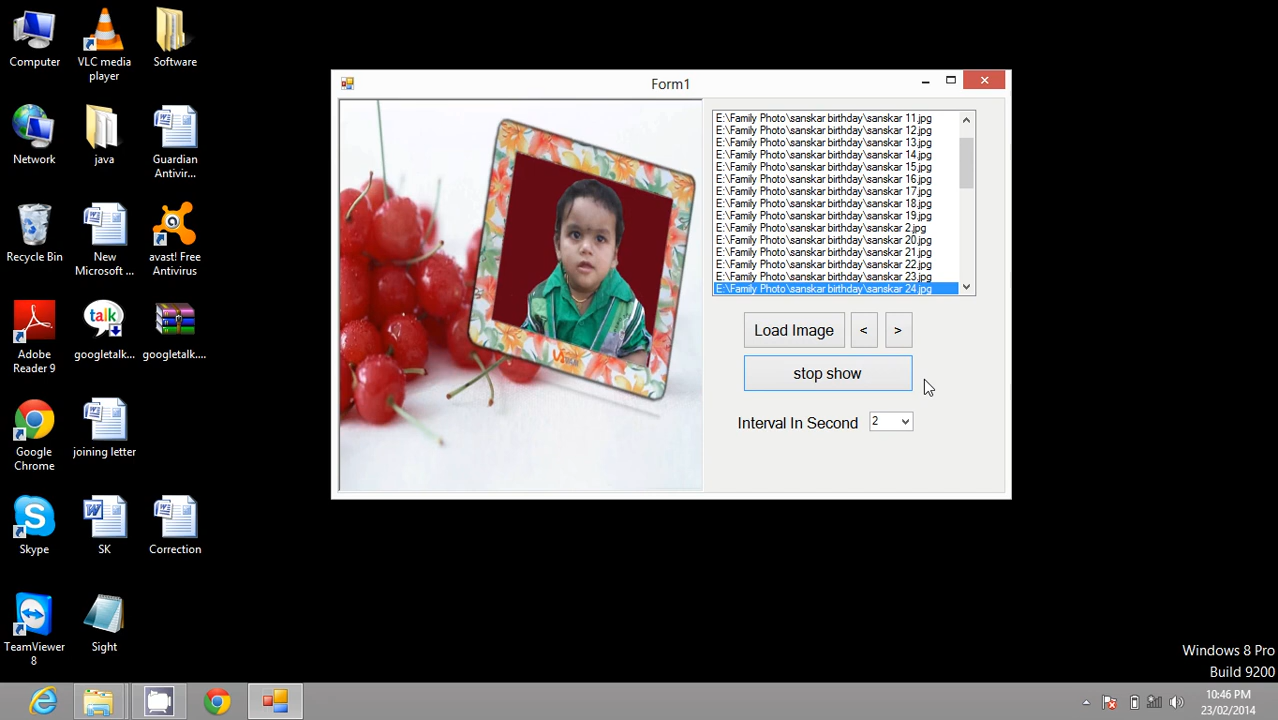 Computer
VLC media
player
Software
Network
java
Guardian
Antivir...
Recycle Bin
New
Microsoft ...
avast! Free
Antivirus
Adobe
Reader 9
talk
googletalk...
googletalk....
Google
Chrome
joining letter
Skype
SK
Correction
TeamViewer
8
Sight
Form1
E:\Family Photo\sanskar birthday\sanskar 11.jpg
E:\Family Photo\sanskar birthday\sanskar 12.jpg
E:\Family Photo\sanskar birthday\sanskar 13.jpg
E:\Family Photo\sanskar birthday\sanskar 14.jpg
E:\Family Photo\sanskar birthday\sanskar 15.jpg
E:\Family Photo\sanskar birthday\sanskar 16.jpg
E:\Family Photo\sanskar birthday\sanskar 17.jpg
E:\Family Photo\sanskar birthday\sanskar 18.jpg
E:\Family Photo\sanskar birthday\sanskar 19.jpg
E:\Family Photo\sanskar birthday\sanskar 2.jpg
E:\Family Photo\sanskar birthday\sanskar 20.jpg
E:\Family Photo\sanskar birthday\sanskar 21.jpg
E:\Family Photo\sanskar birthday\sanskar 22.jpg
E:\Family Photo\sanskar birthday\sanskar 23.jpg
E:\Family Photo\sanskar birthday\sanskar 24.jpg
Load Image < >
stop show
Interval In Second 2
Windows 8 Pro
Build 9200
10:46 PM
23/02/2014